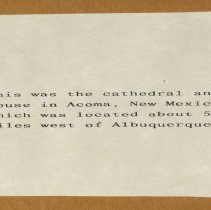 his was the cathedral an
ouse in Acoma, New Mexic
hich was located about 5
iles west of Albuquerque